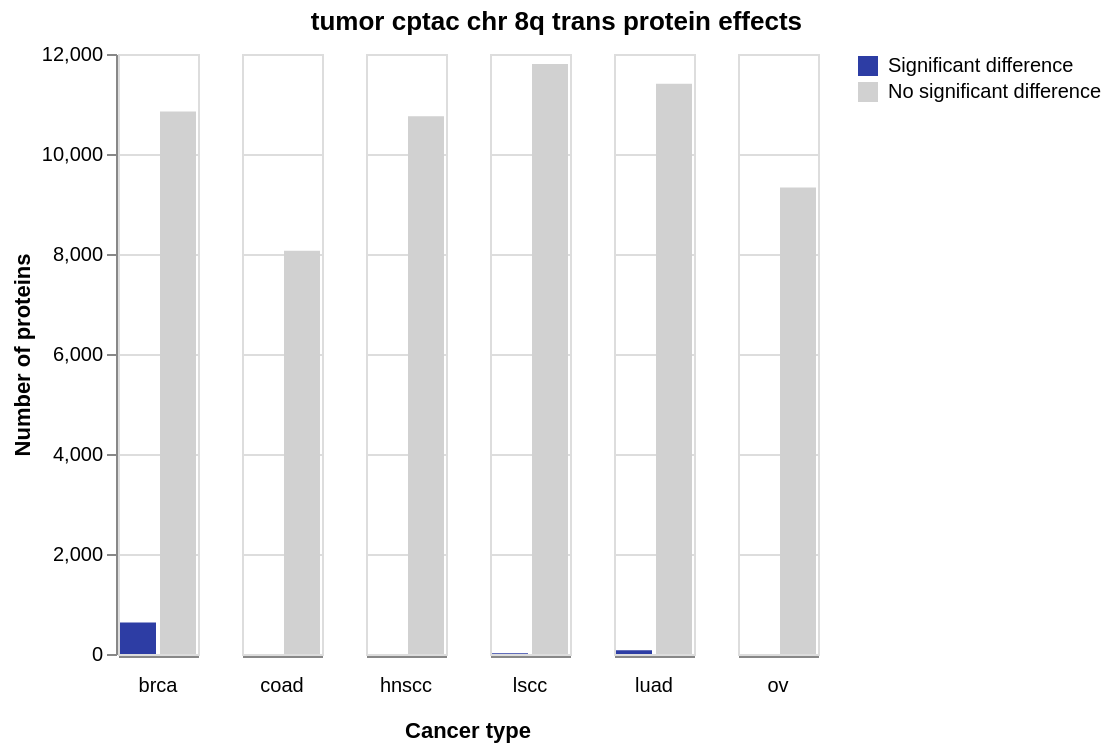 tumor cptac chr 8q trans protein effects
12,000
10,000
8,000
6,000
4,000
2,000
0
Number of proteins
brca
coad
hnscc
lscc
luad
ov
Cancer type
Significant difference
No significant difference